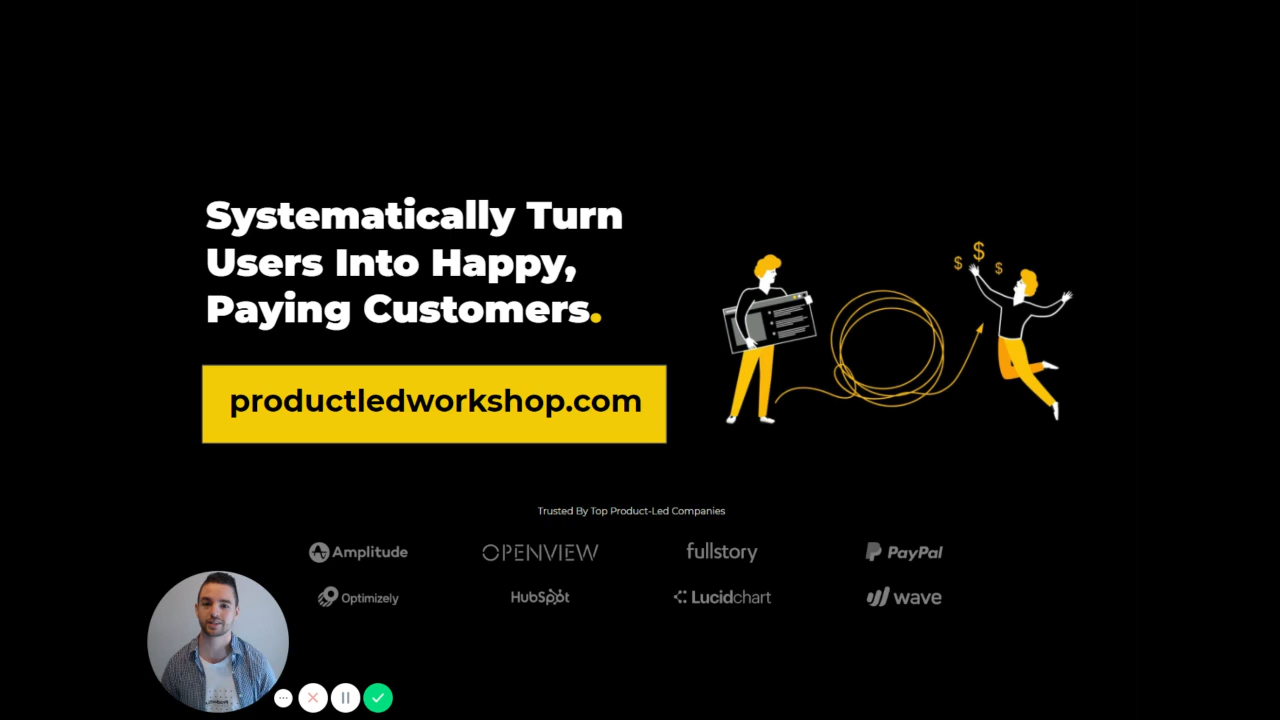 Systematically Turn
Users Into Happy,
Paying Customers.
productledworkshop.com
$ $ $
Trusted By Top Product-Led Companies
Amplitude OPENVIEW fullstory PayPal
Optimizely HubSpot Lucidchart wave